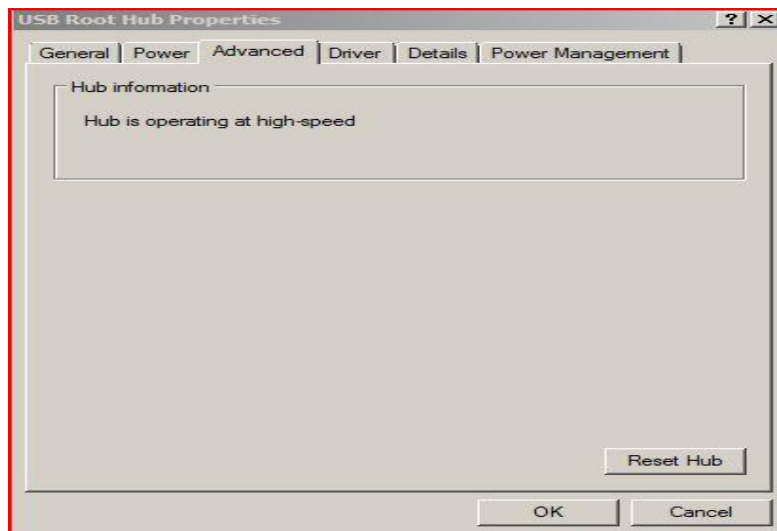 USB Root Hub Properties
General Power Advanced Driver Details Power Management
Hub information
Hub is operating at high-speed
Reset Hub
OK Cancel